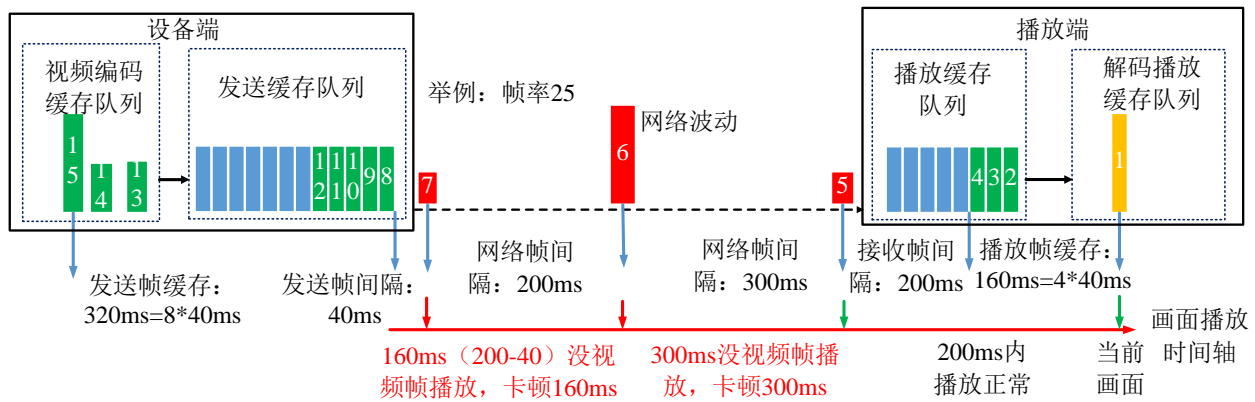 设备端
视频编码
缓存队列
15
14
13
发送缓存队列
12
11
10
9
8
举例：帧率25
7
网络波动
6
5
播放端
播放缓存
队列
4
3
2
解码播放
缓存队列
1
发送帧缓存：
320ms=8*40ms
发送帧间隔：
40ms
网络帧间
隔：200ms
网络帧间
隔：300ms
接收帧间
隔：200ms
播放帧缓存：
160ms=4*40ms
160ms（200-40）没视
频帧播放，卡顿160ms
300ms没视频帧播
放，卡顿300ms
200ms内
播放正常
当前
画面
画面播放
时间轴